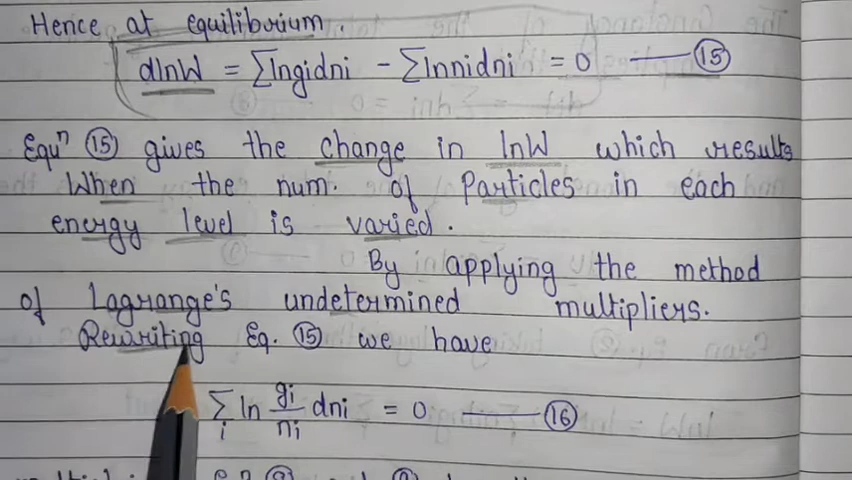 Hence at equilibrium.
dlnW = ∑lngidni - ∑lnnidni = 0 —— ⑮
Equⁿ ⑮ gives the change in lnW which results
When the num. of Particles in each
energy level is varied.
By applying the method
of Lagrange's undetermined multipliers.
Rewriting Eq. ⑮ we have
∑i ln gi/ni dni = 0 —— ⑯